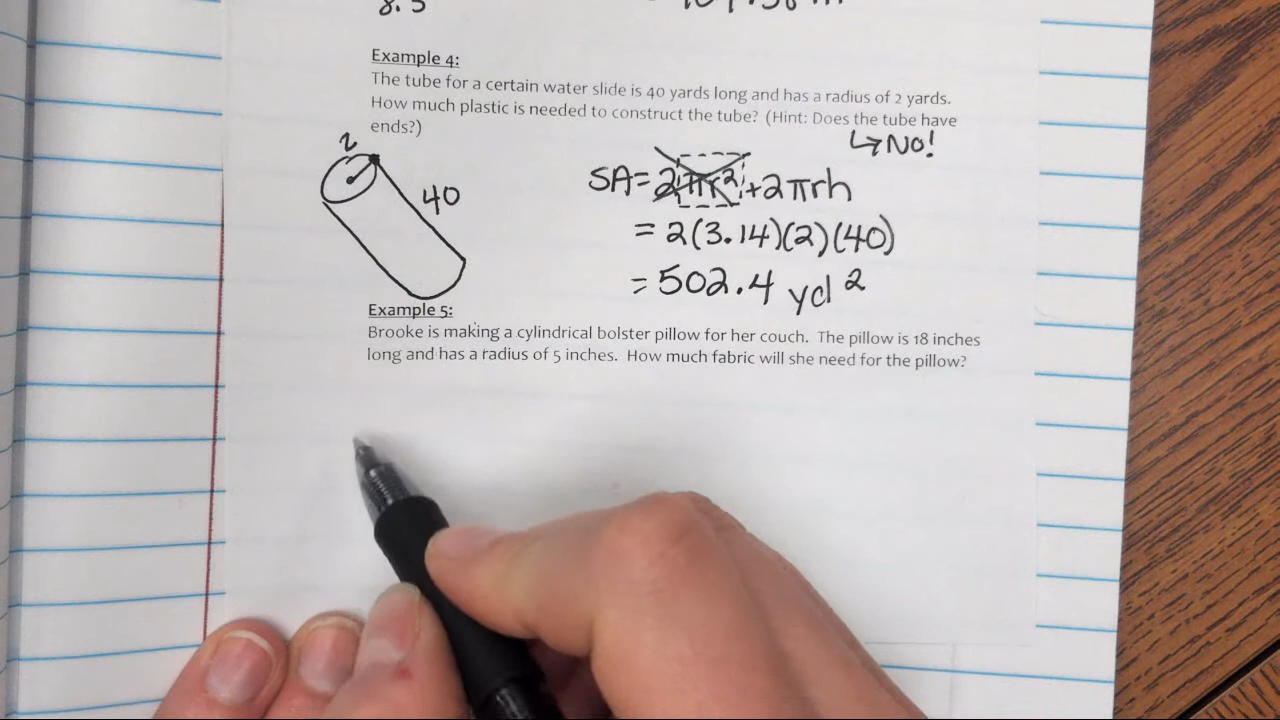 8.5
Example 4:
The tube for a certain water slide is 40 yards long and has a radius of 2 yards.
How much plastic is needed to construct the tube? (Hint: Does the tube have
ends?)
↳No!
2
40
SA=2πr²+2πrh
=2(3.14)(2)(40)
=502.4 yd²
Example 5:
Brooke is making a cylindrical bolster pillow for her couch. The pillow is 18 inches
long and has a radius of 5 inches. How much fabric will she need for the pillow?